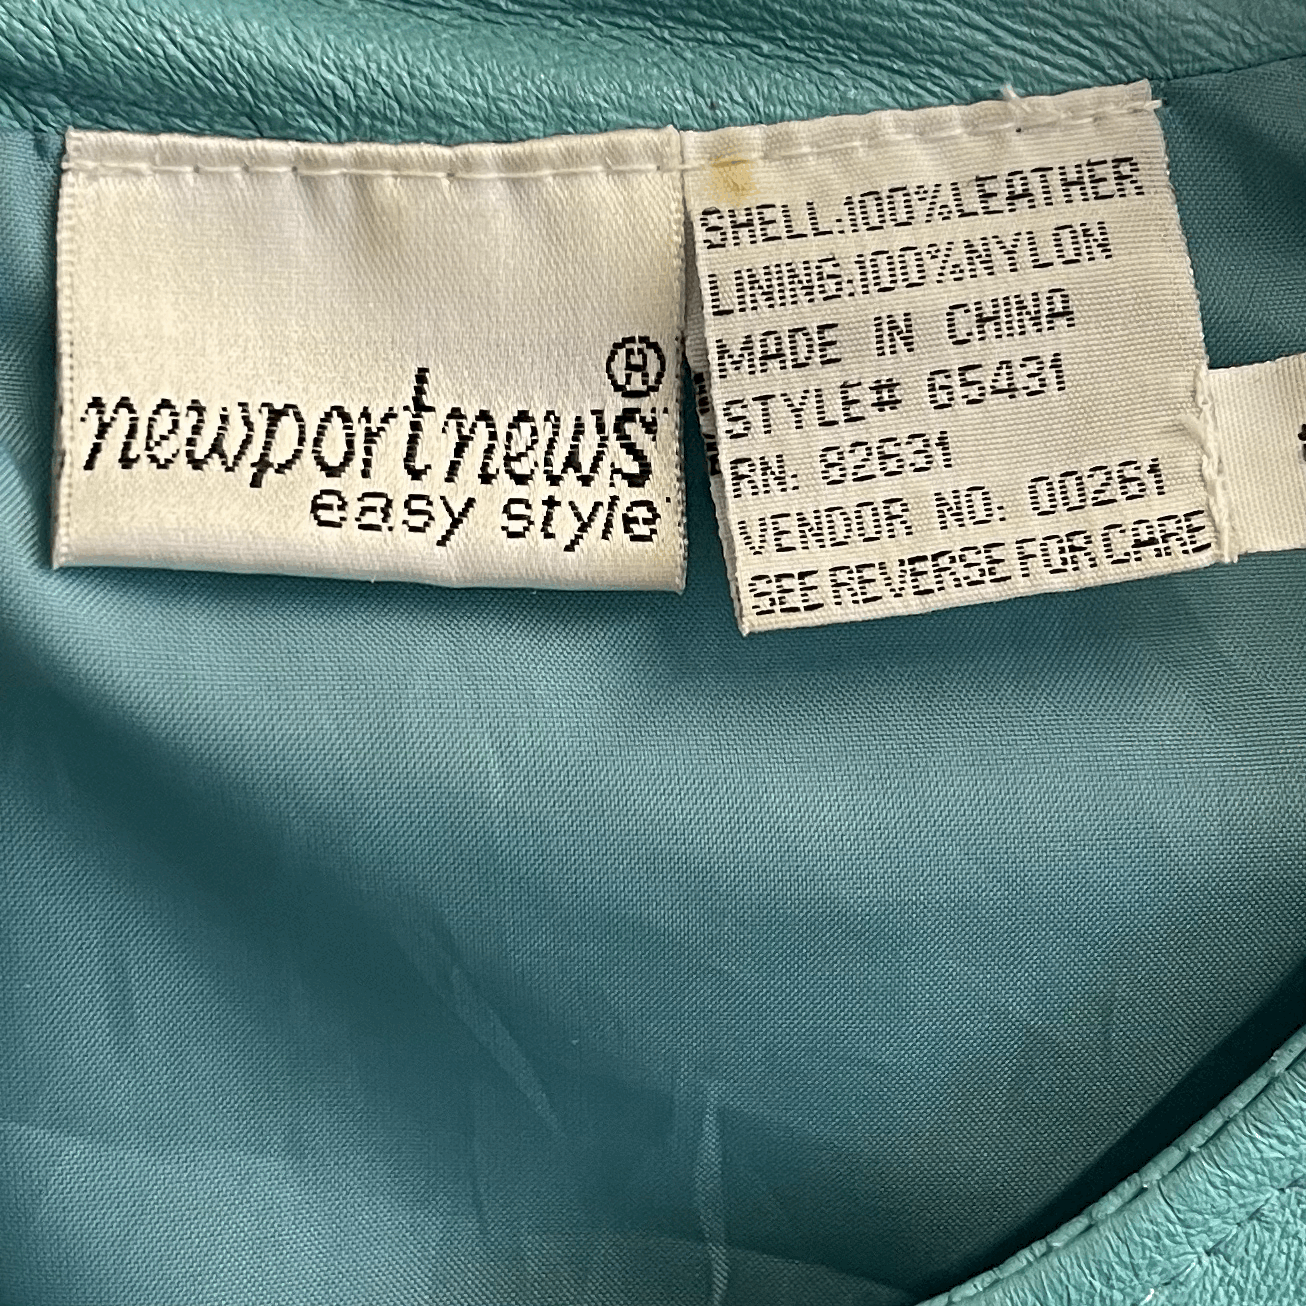 newportnews®
easy style
SHELL:100%LEATHER
LINING:100%NYLON
MADE IN CHINA
STYLE# G5431
RN: 82631
VENDOR NO: 00261
SEE REVERSE FOR CARE